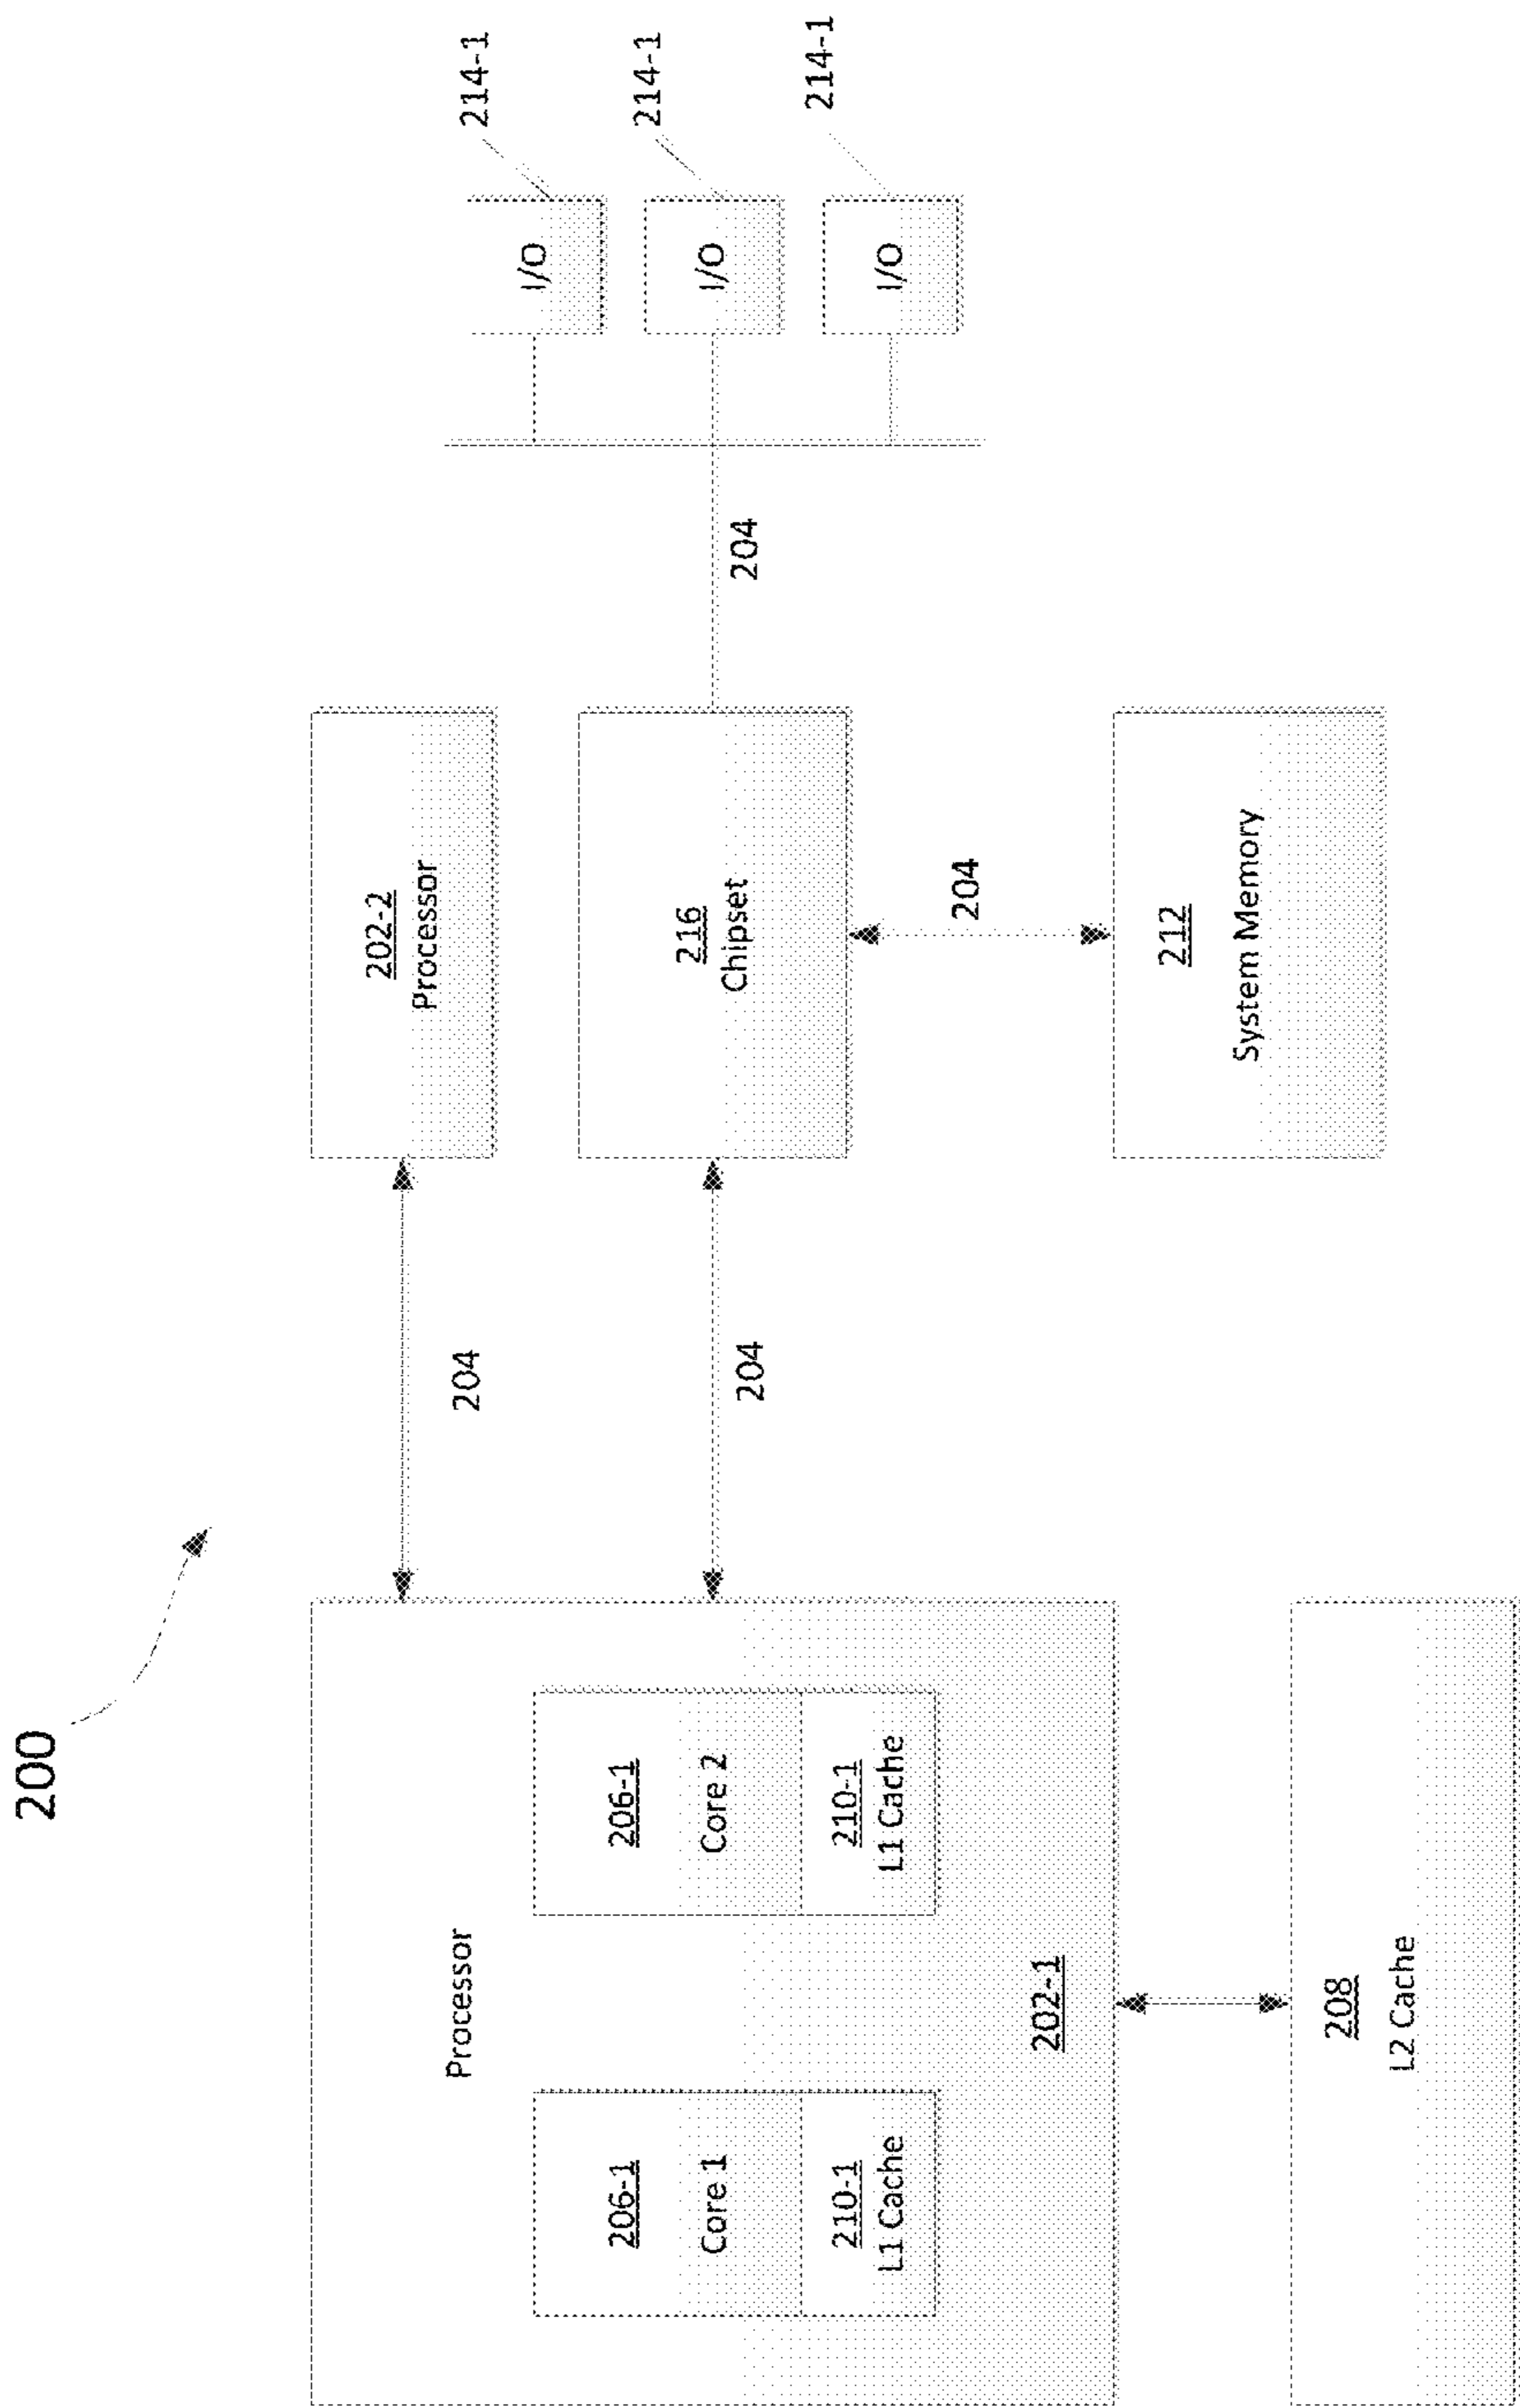 200
Processor
206-1
Core 1
210-1
L1 Cache
206-1
Core 2
210-1
L1 Cache
202-1
208
L2 Cache
204
204
202-2
Processor
216
Chipset
204
212
System Memory
204
I/O
214-1
I/O
214-1
I/O
214-1